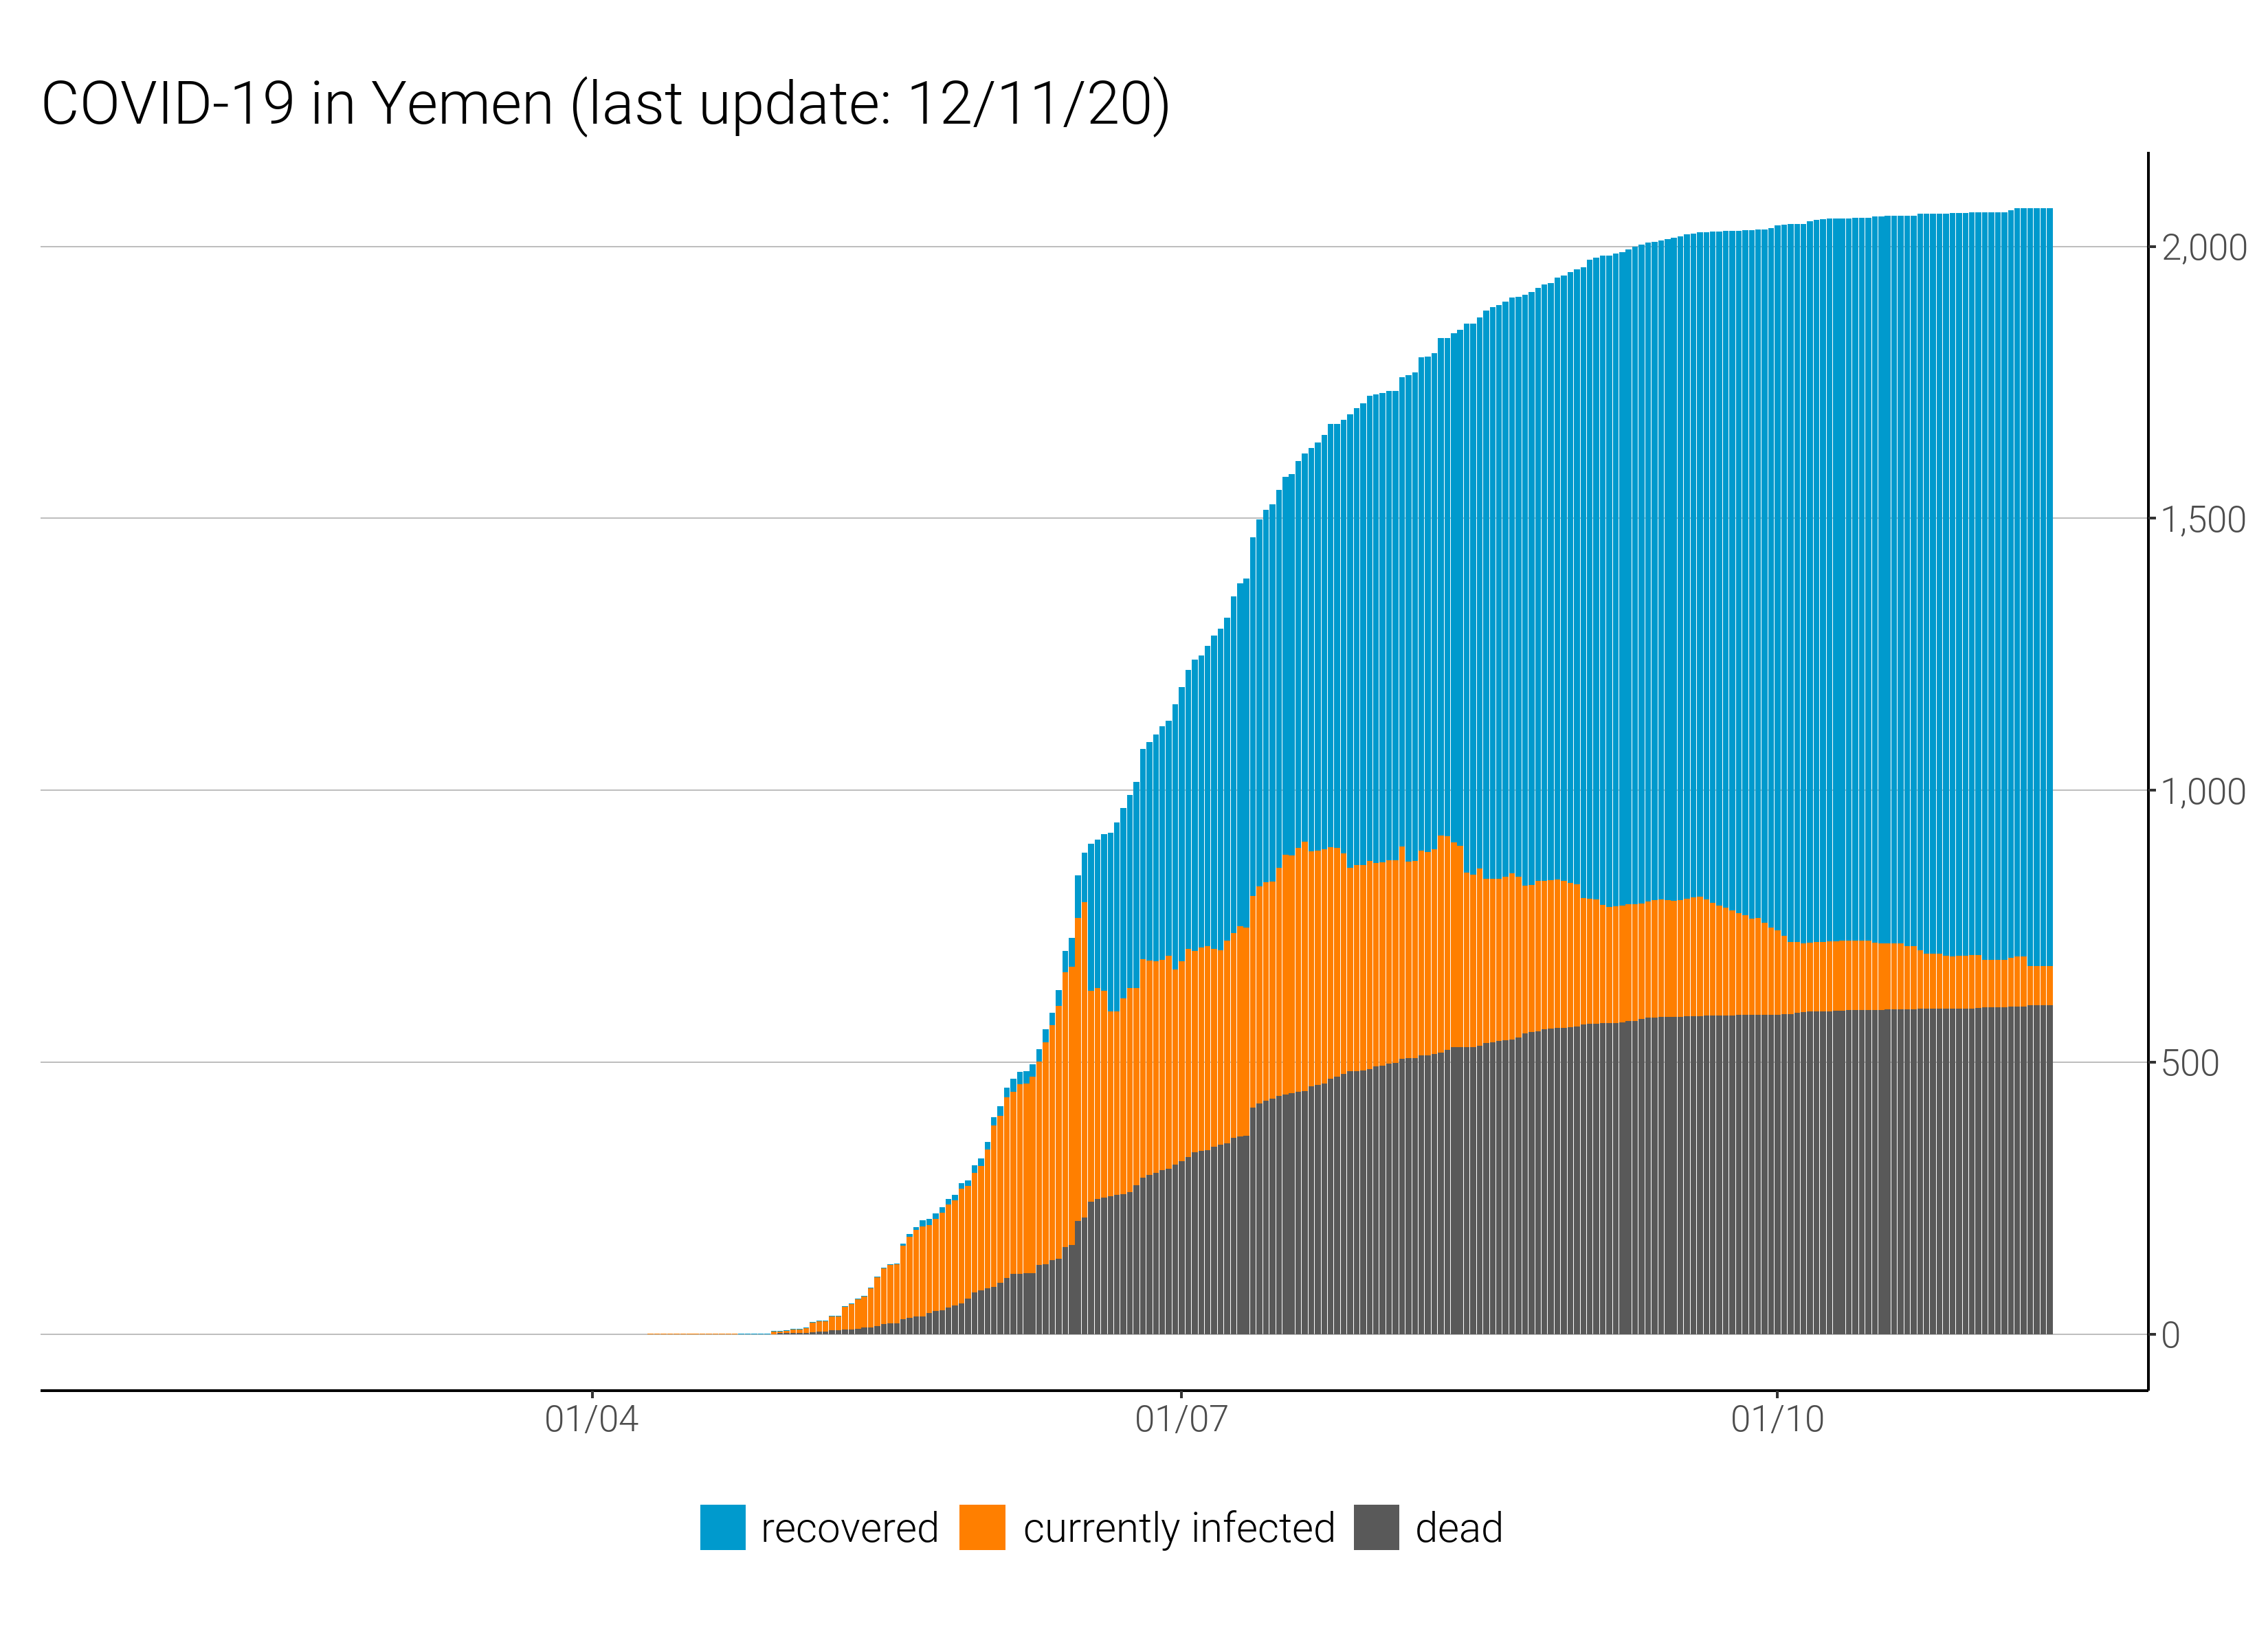 COVID-19 in Yemen (last update: 12/11/20)
2,000
1,500
1,000
500
0
01/04 01/07 01/10
recovered currently infected dead